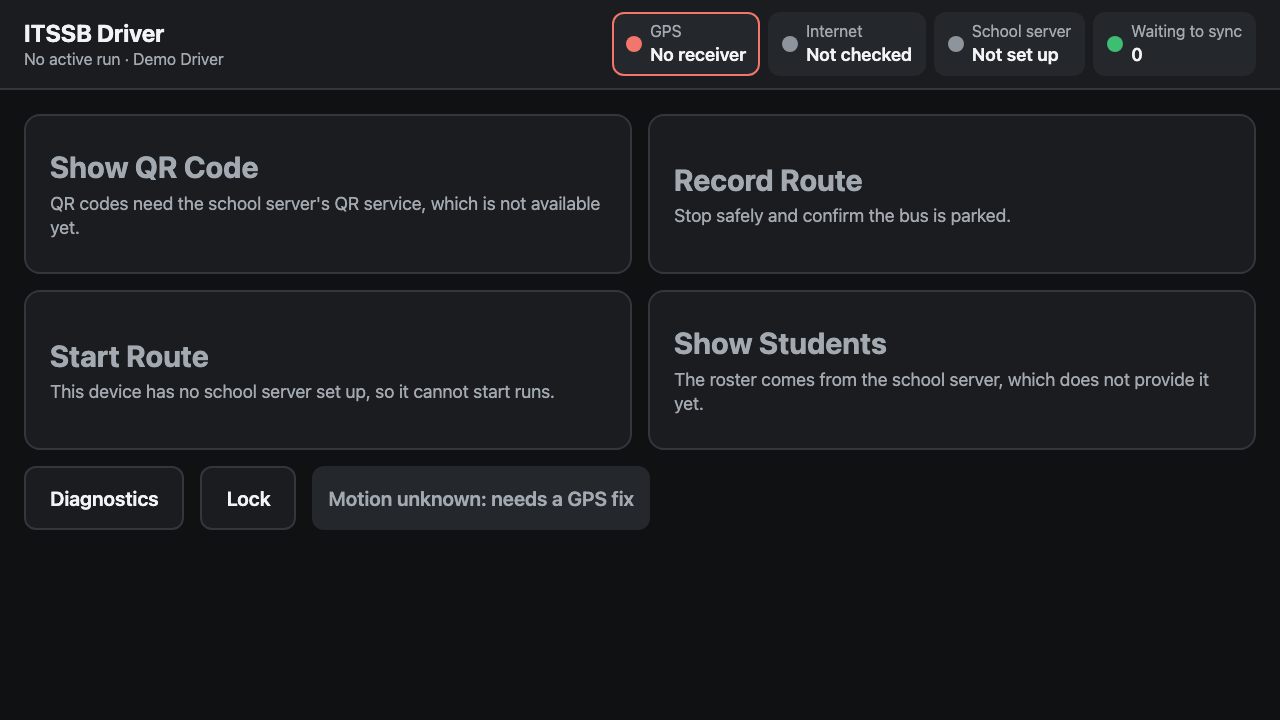 ITSSB Driver
No active run · Demo Driver
GPS
No receiver
Internet
Not checked
School server
Not set up
Waiting to sync
0
Show QR Code
QR codes need the school server's QR service, which is not available
yet.
Record Route
Stop safely and confirm the bus is parked.
Start Route
This device has no school server set up, so it cannot start runs.
Show Students
The roster comes from the school server, which does not provide it
yet.
Diagnostics
Lock
Motion unknown: needs a GPS fix